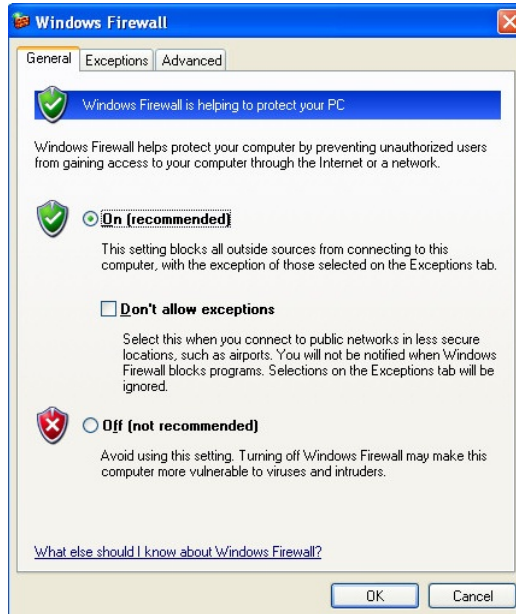 Windows Firewall
General Exceptions Advanced
Windows Firewall is helping to protect your PC
Windows Firewall helps protect your computer by preventing unauthorized users
from gaining access to your computer through the Internet or a network.
On (recommended)
This setting blocks all outside sources from connecting to this
computer, with the exception of those selected on the Exceptions tab.
Don't allow exceptions
Select this when you connect to public networks in less secure
locations, such as airports. You will not be notified when Windows
Firewall blocks programs. Selections on the Exceptions tab will be
ignored.
Off (not recommended)
Avoid using this setting. Turning off Windows Firewall may make this
computer more vulnerable to viruses and intruders.
What else should I know about Windows Firewall?
OK Cancel